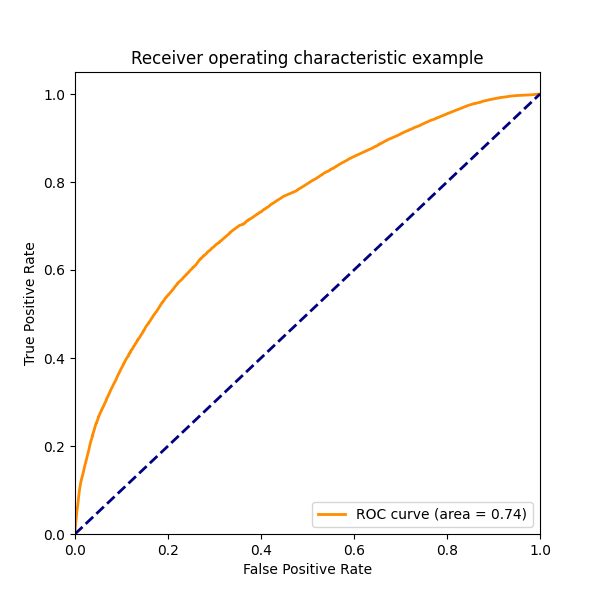 Receiver operating characteristic example
True Positive Rate
1.0
0.8
0.6
0.4
0.2
0.0
ROC curve (area = 0.74)
0.0 0.2 0.4 0.6 0.8 1.0
False Positive Rate